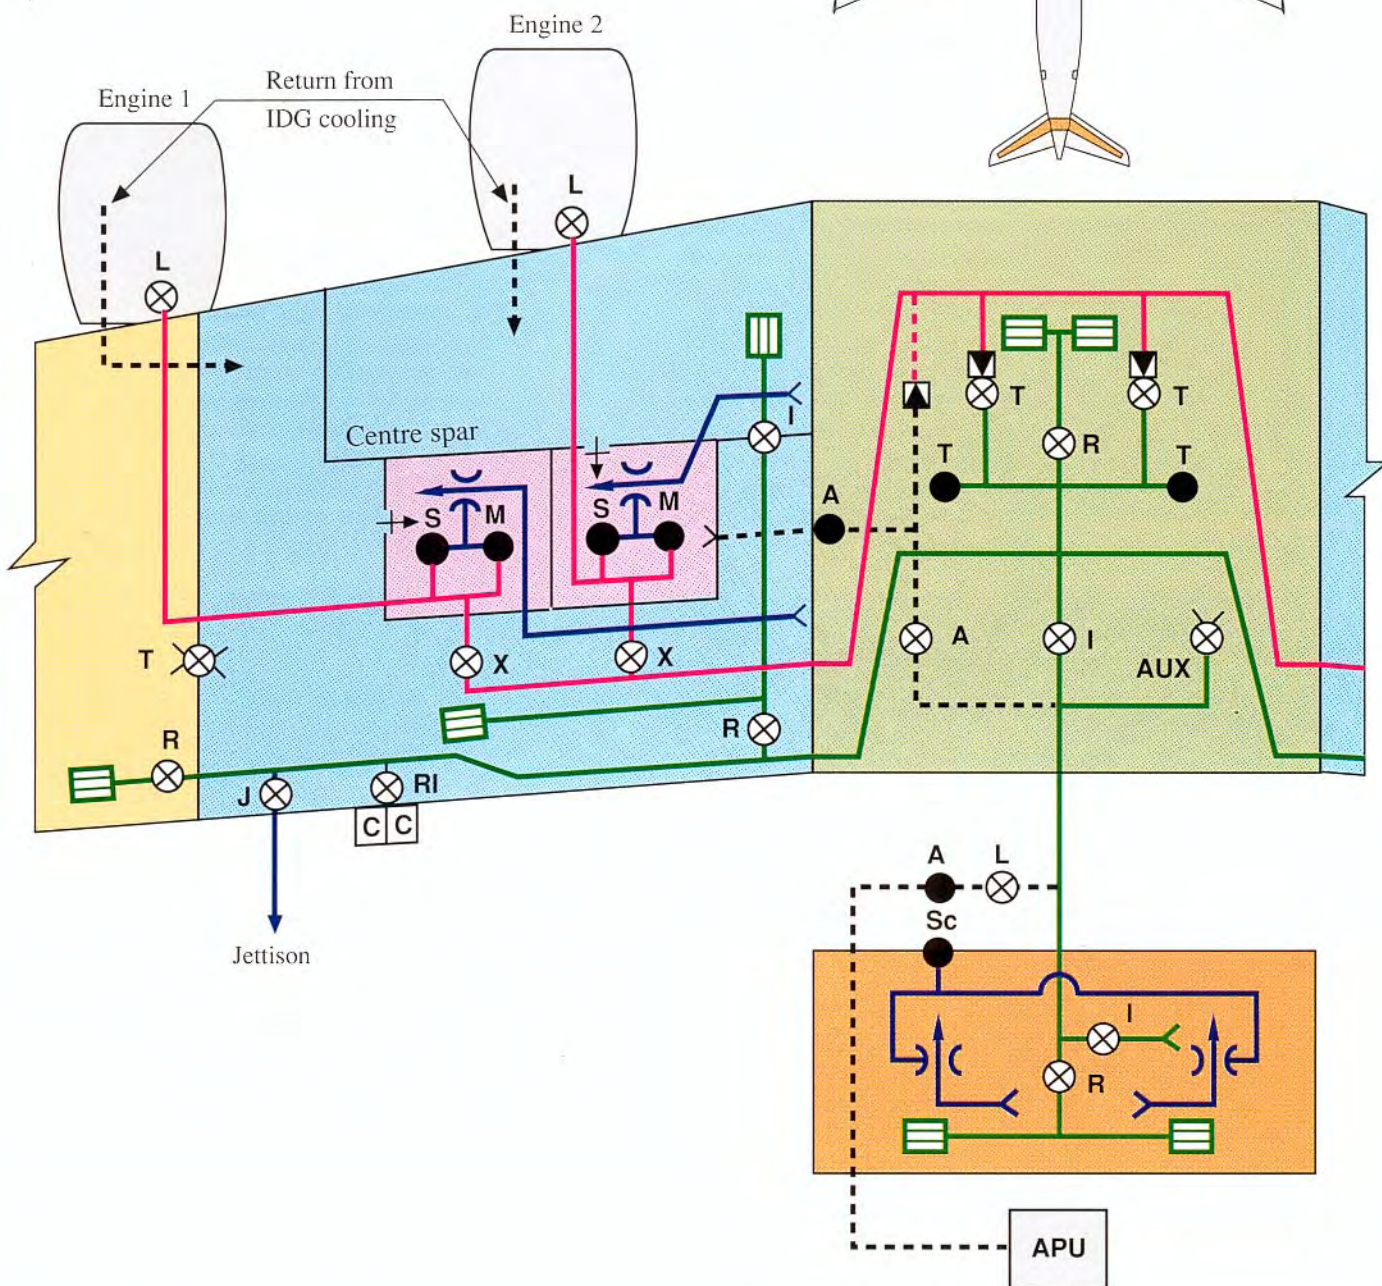 Engine 2
Return from
IDG cooling
Engine 1
L
L
Centre spar
I
T
T
R
T
T
A
S
M
S
M
A
I
AUX
T
X
X
R
R
J
RI
C C
A
L
Sc
Jettison
I
R
APU